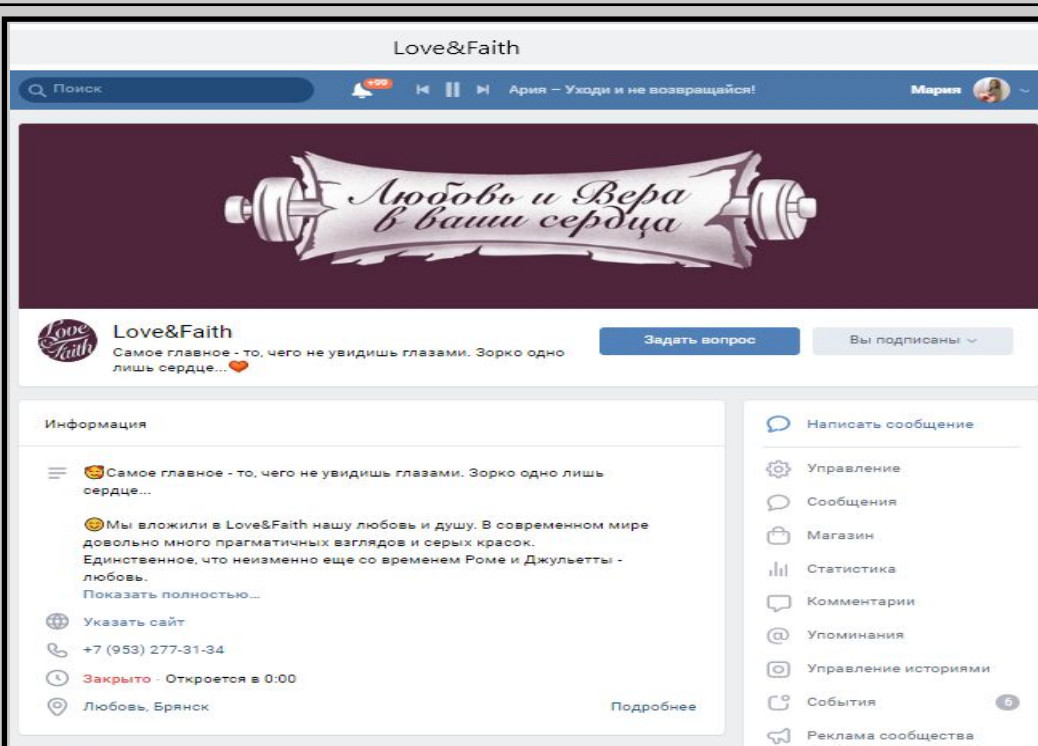 Love&Faith
Поиск
+99
Ария – Уходи и не возвращайся!
Мария
Любовь и Вера
в ваши сердца
Love
Faith
Love&Faith
Самое главное - то, чего не увидишь глазами. Зорко одно
лишь сердце...
Задать вопрос
Вы подписаны
Информация
Самое главное - то, чего не увидишь глазами. Зорко одно лишь
сердце...
Мы вложили в Love&Faith нашу любовь и душу. В современном мире
довольно много прагматичных взглядов и серых красок.
Единственное, что неизменно еще со временем Роме и Джульетты -
любовь.
Показать полностью...
Указать сайт
+7 (953) 277-31-34
Закрыто - Откроется в 0:00
Любовь, Брянск
Подробнее
Написать сообщение
Управление
Сообщения
Магазин
Статистика
Комментарии
Упоминания
Управление историями
События
6
Реклама сообщества